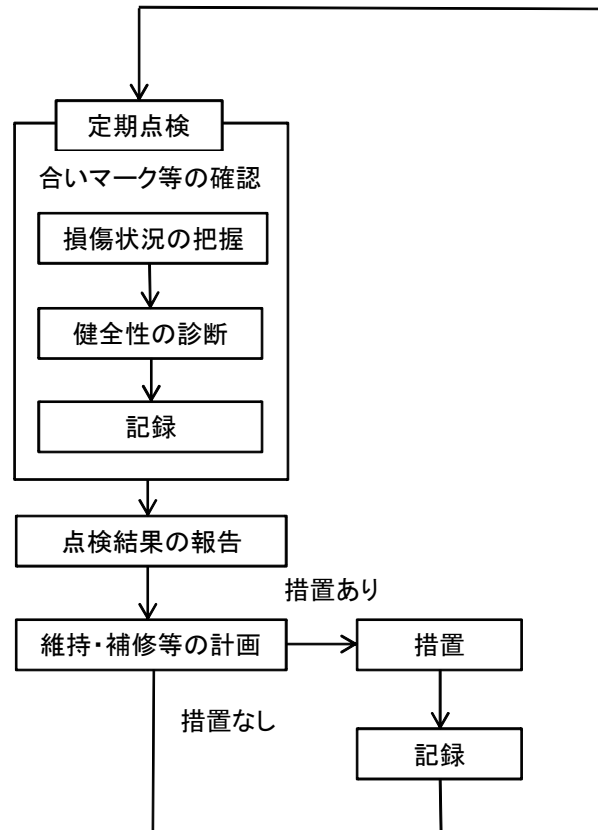 定期点検
合いマーク等の確認
損傷状況の把握
健全性の診断
記録
点検結果の報告
措置あり
維持・補修等の計画
措置
措置なし
記録